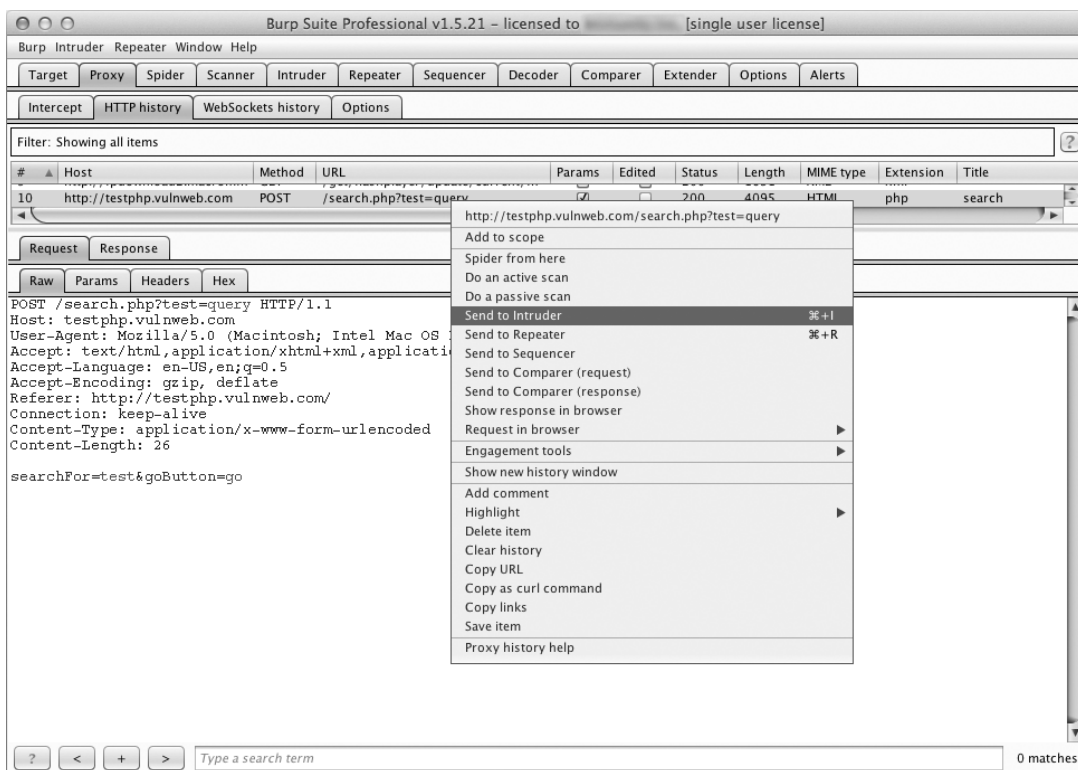 Burp Suite Professional v1.5.21 – licensed to [single user license]
Burp Intruder Repeater Window Help
Target Proxy Spider Scanner Intruder Repeater Sequencer Decoder Comparer Extender Options Alerts
Intercept HTTP history WebSockets history Options
Filter: Showing all items
?
# Host Method URL Params Edited Status Length MIME type Extension Title
10 http://testphp.vulnweb.com POST /search.php?test=query 200 4095 HTML php search
Request Response
Raw Params Headers Hex
POST /search.php?test=query HTTP/1.1
Host: testphp.vulnweb.com
User-Agent: Mozilla/5.0 (Macintosh; Intel Mac OS
Accept: text/html,application/xhtml+xml,applicati
Accept-Language: en-US,en;q=0.5
Accept-Encoding: gzip, deflate
Referer: http://testphp.vulnweb.com/
Connection: keep-alive
Content-Type: application/x-www-form-urlencoded
Content-Length: 26
searchFor=test&goButton=go
http://testphp.vulnweb.com/search.php?test=query
Add to scope
Spider from here
Do an active scan
Do a passive scan
Send to Intruder ⌘+I
Send to Repeater ⌘+R
Send to Sequencer
Send to Comparer (request)
Send to Comparer (response)
Show response in browser
Request in browser
Engagement tools
Show new history window
Add comment
Highlight
Delete item
Clear history
Copy URL
Copy as curl command
Copy links
Save item
Proxy history help
? < + > Type a search term 0 matches